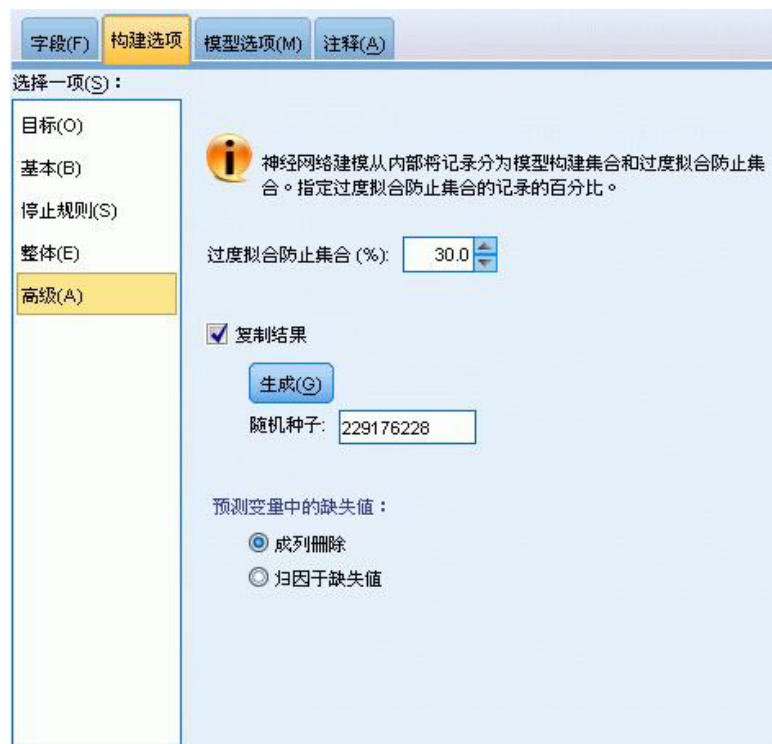 字段(F) 构建选项 模型选项(M) 注释(A)
选择一项(S)：
目标(O)
基本(B)
停止规则(S)
整体(E)
高级(A)
神经网络建模从内部将记录分为模型构建集合和过度拟合防止集
合。指定过度拟合防止集合的记录的百分比。
过度拟合防止集合 (%): 30.0
复制结果
生成(G)
随机种子: 229176228
预测变量中的缺失值：
成列删除
归因于缺失值